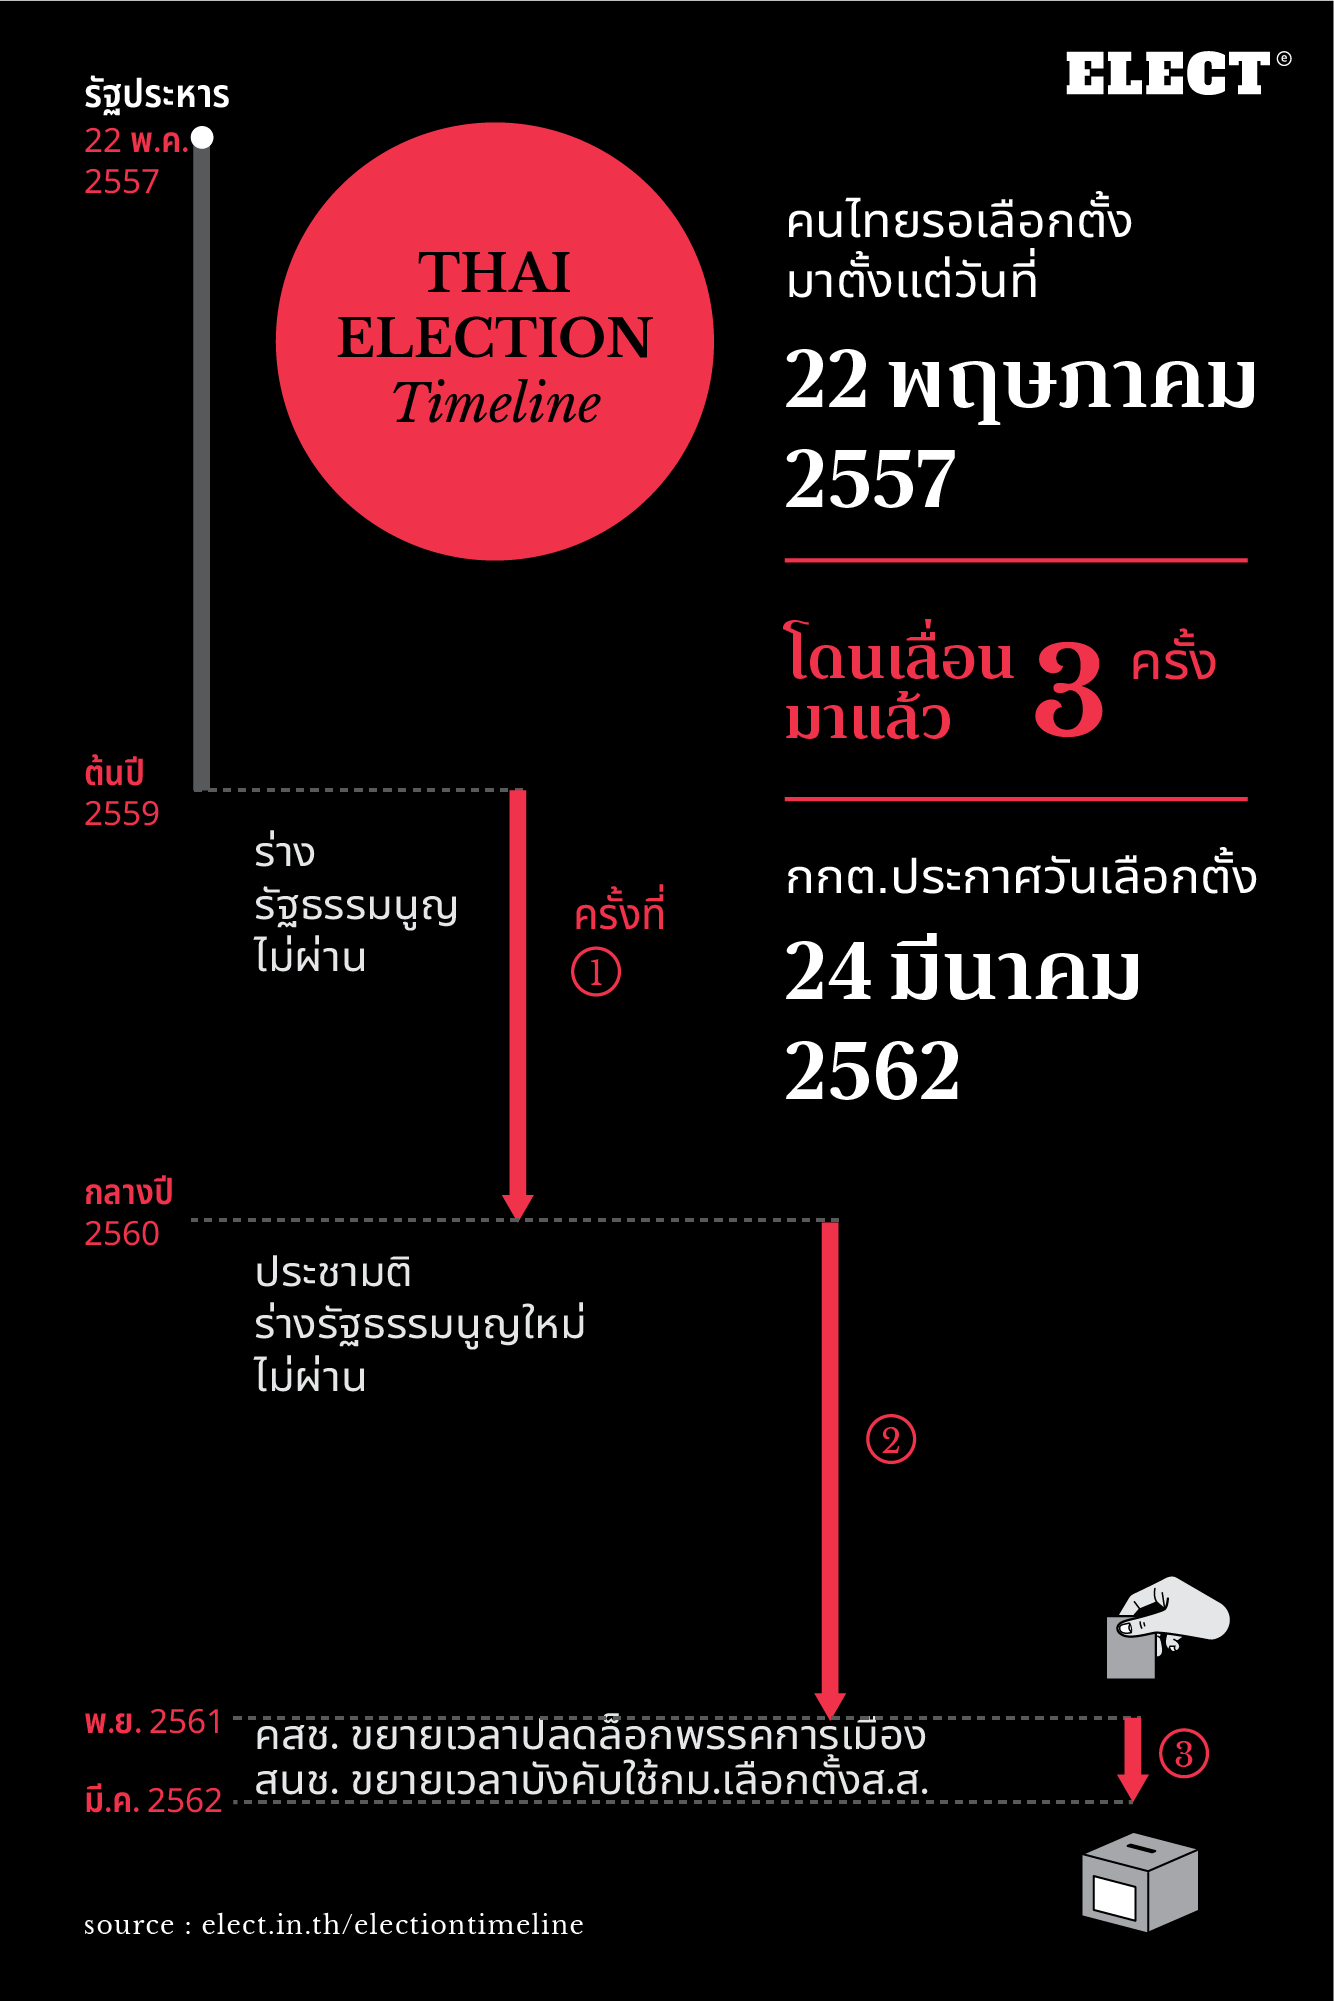 ELECT
รัฐประหาร
22 พ.ค.
2557
THAI
ELECTION
Timeline
คนไทยรอเลือกตั้ง
มาตั้งแต่วันที่
22 พฤษภาคม
2557
โดนเลื่อน 3 ครั้ง
มาแล้ว
กกต.ประกาศวันเลือกตั้ง
24 มีนาคม
2562
ต้นปี
2559
ร่าง
รัฐธรรมนูญ
ไม่ผ่าน
ครั้งที่
1
กลางปี
2560
ประชามติ
ร่างรัฐธรรมนูญใหม่
ไม่ผ่าน
2
พ.ย. 2561
คสช. ขยายเวลาปลดล็อกพรรคการเมือง
สนช. ขยายเวลาบังคับใช้กม.เลือกตั้งส.ส.
3
มี.ค. 2562
source : elect.in.th/electiontimeline